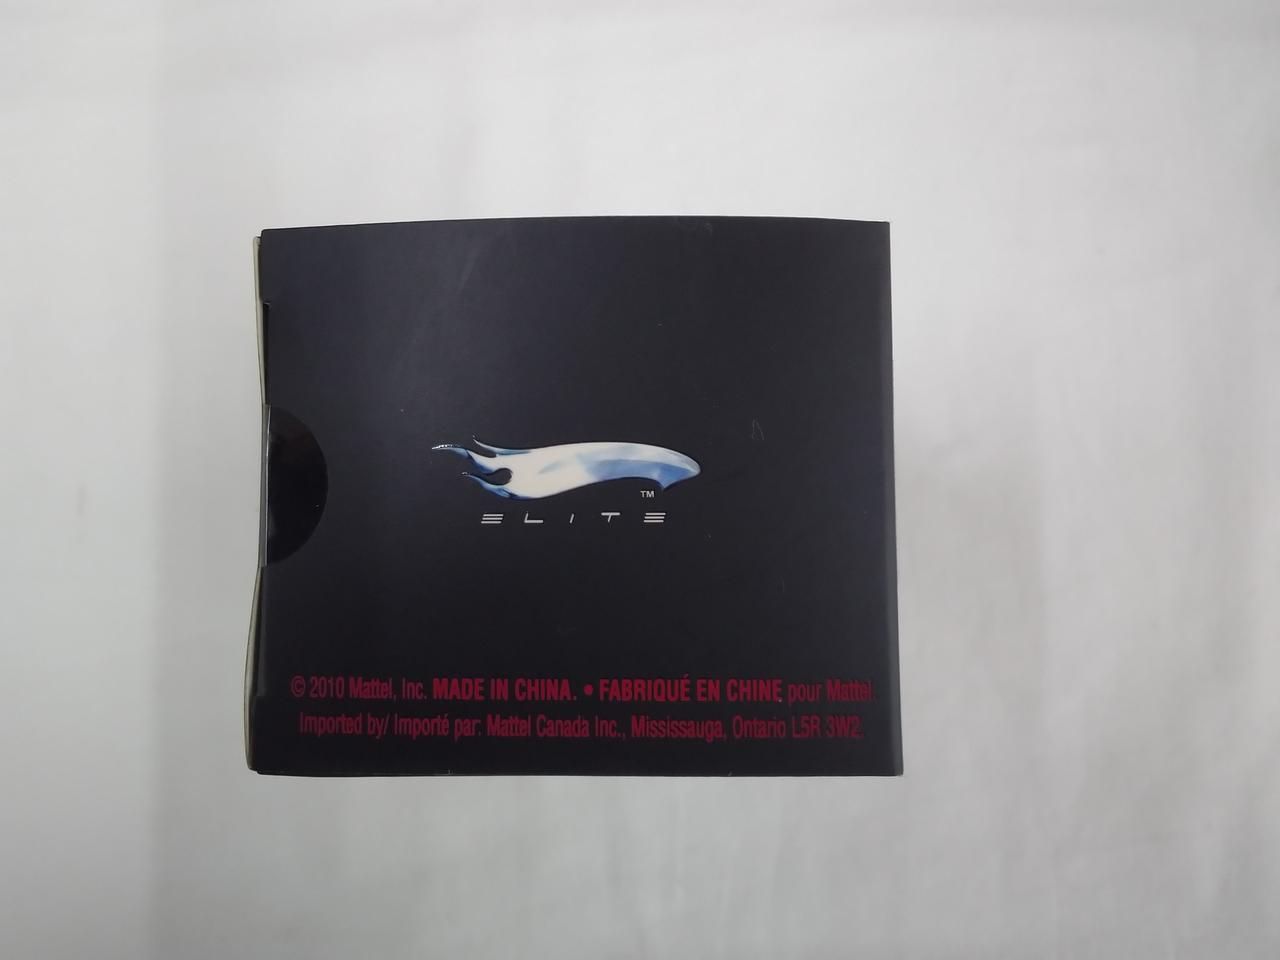 TM
ELITE
© 2010 Mattel, Inc. MADE IN CHINA. • FABRIQUÉ EN CHINE pour Mattel.
Imported by/ Importé par: Mattel Canada Inc., Mississauga, Ontario L5R 3W2.